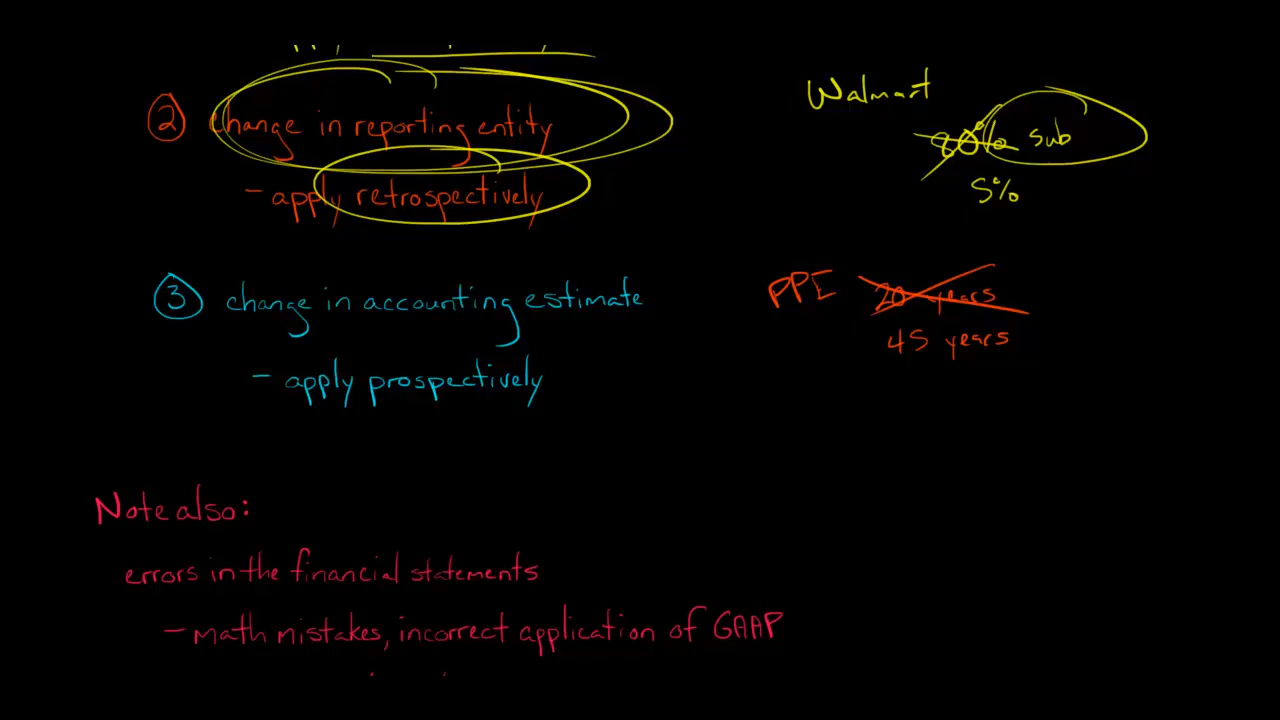 ② change in reporting entity
- apply retrospectively
Walmart
80% sub
5%
③ change in accounting estimate
- apply prospectively
PPE 20 years
45 years
Note also:
errors in the financial statements
- math mistakes, incorrect application of GAAP